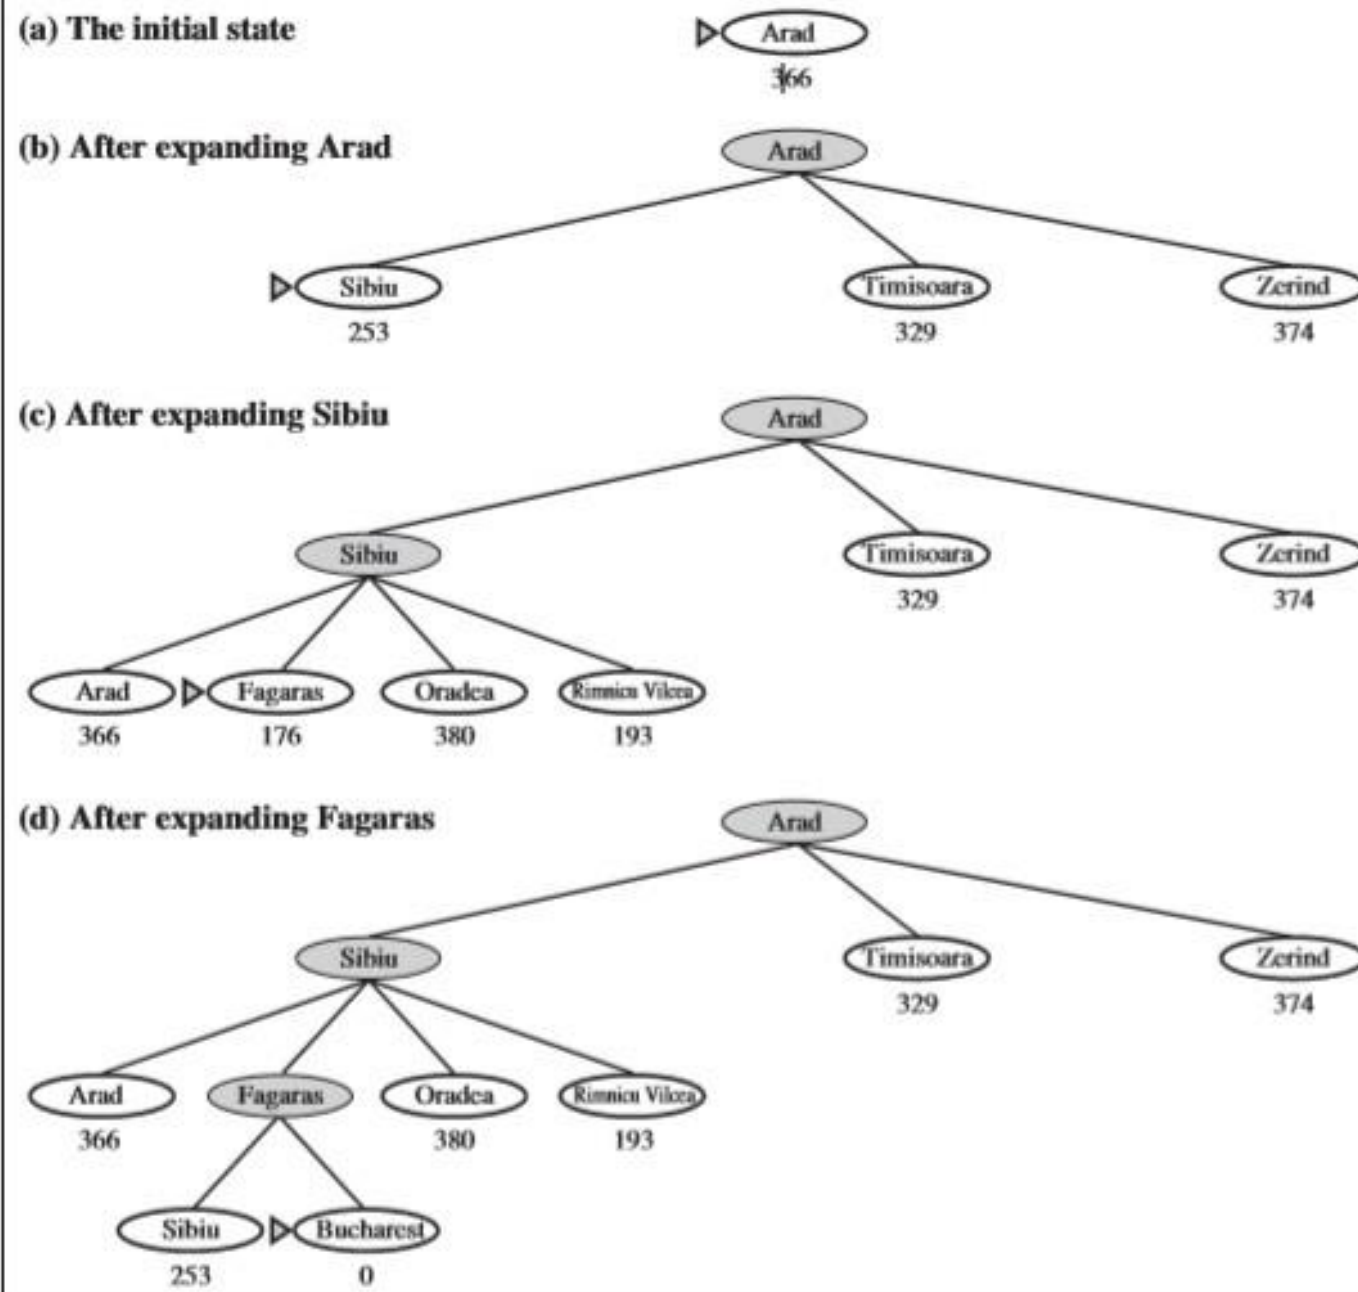 (a) The initial state
Arad
366
(b) After expanding Arad
Arad
Sibiu Timisoara Zerind
253 329 374
(c) After expanding Sibiu
Arad
Sibiu Timisoara Zerind
329 374
Arad Fagaras Oradea Rimnicu Vilcea
366 176 380 193
(d) After expanding Fagaras
Arad
Sibiu Timisoara Zerind
329 374
Arad Fagaras Oradea Rimnicu Vilcea
366 380 193
Sibiu Bucharest
253 0